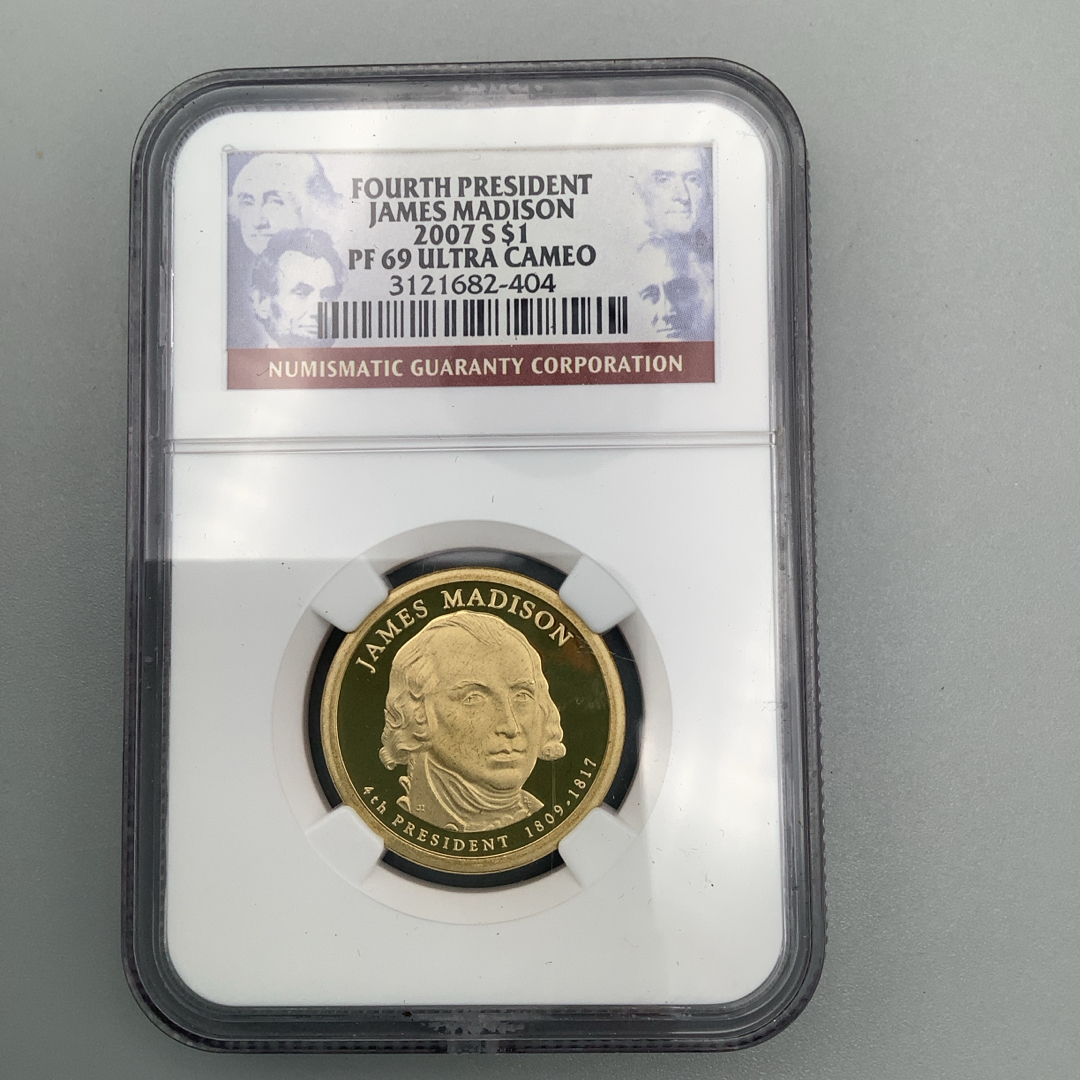 FOURTH PRESIDENT
JAMES MADISON
2007 S $1
PF 69 ULTRA CAMEO
3121682-404
NUMISMATIC GUARANTY CORPORATION
JAMES MADISON
4th PRESIDENT 1809-1817